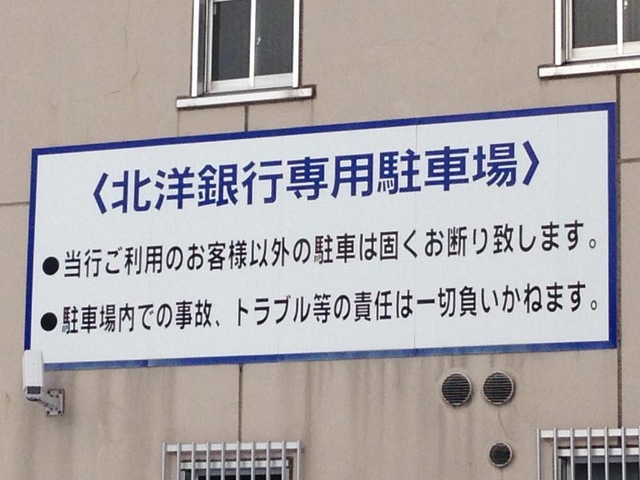 〈北洋銀行専用駐車場〉
●当行ご利用のお客様以外の駐車は固くお断り致します。
●駐車場内での事故、トラブル等の責任は一切負いかねます。